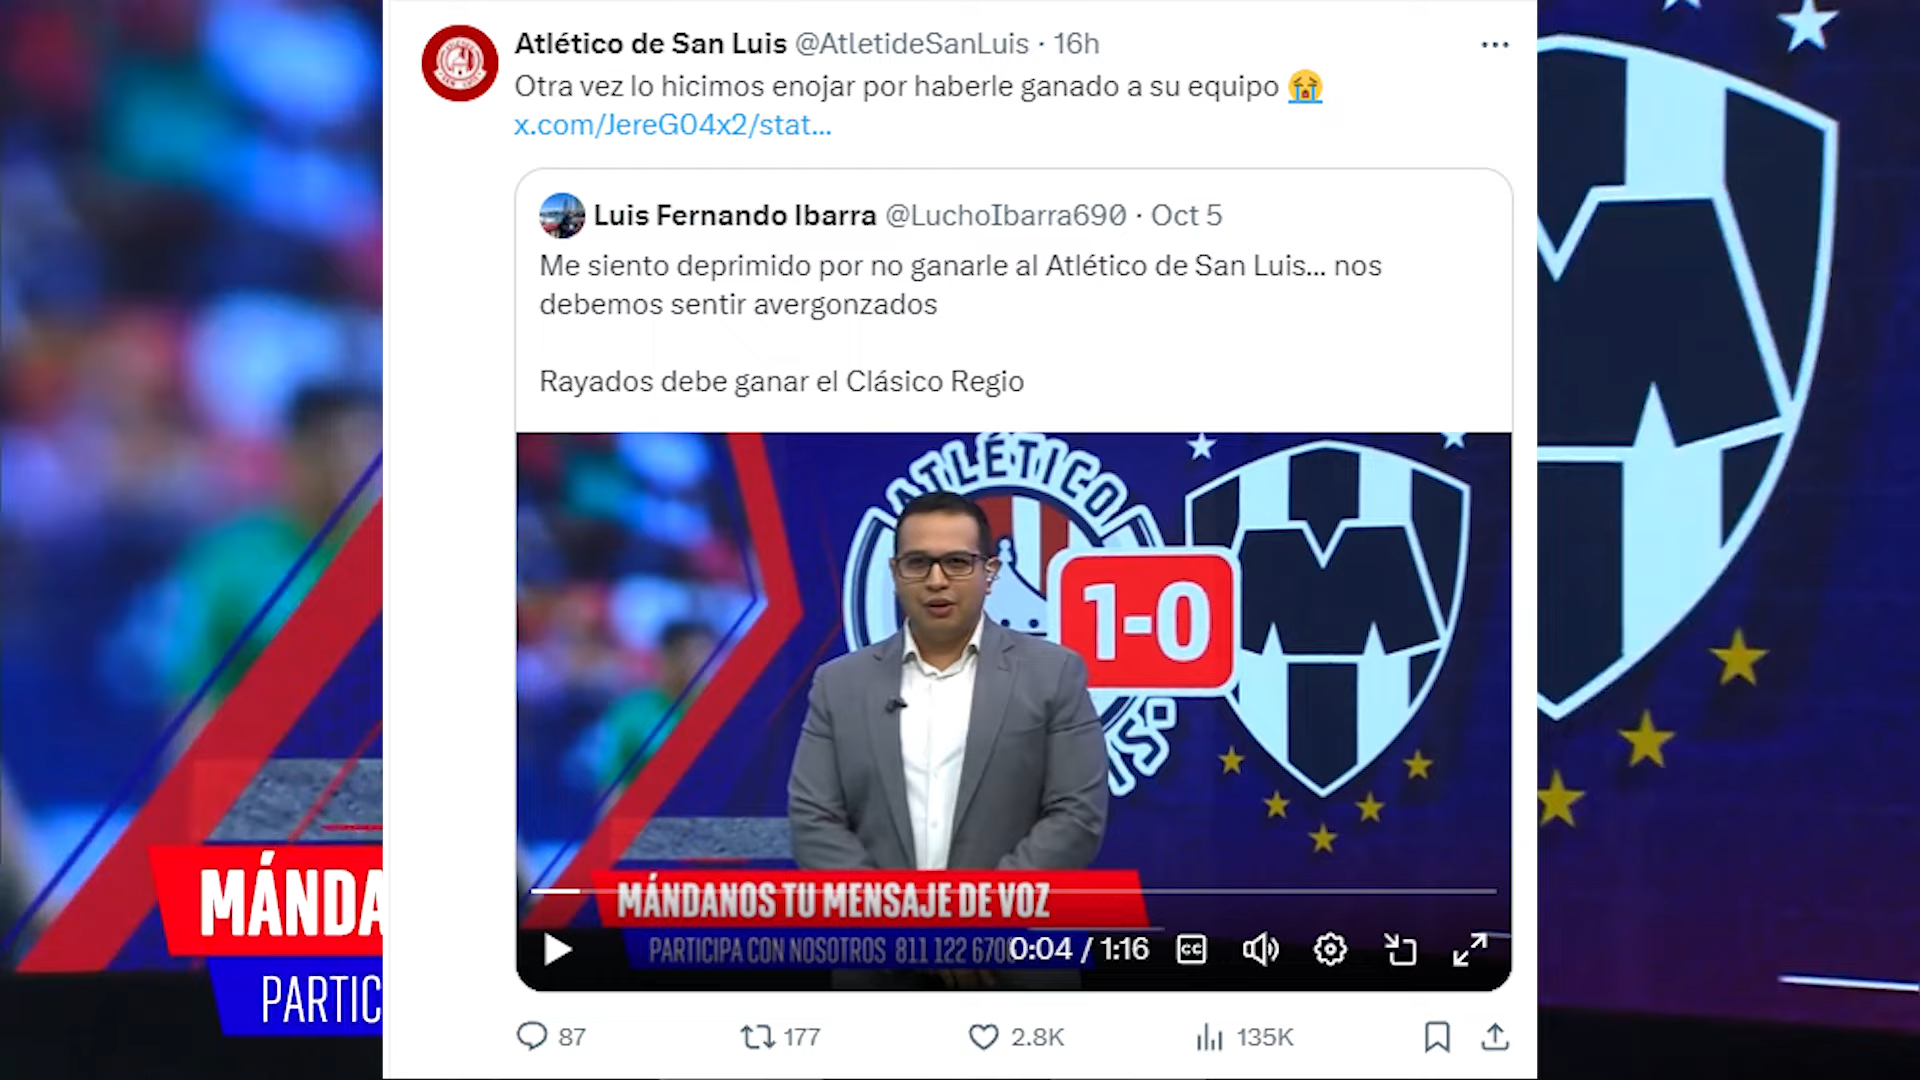 Atlético de San Luis @AtletideSanLuis · 16h
Otra vez lo hicimos enojar por haberle ganado a su equipo 😭
x.com/JereG04x2/stat...
Luis Fernando Ibarra @LuchoIbarra690 · Oct 5
Me siento deprimido por no ganarle al Atlético de San Luis... nos
debemos sentir avergonzados
Rayados debe ganar el Clásico Regio
ATLÉTICO
1-0
IS.
MÁNDANOS TU MENSAJE DE VOZ
PARTICIPA CON NOSOTROS 811 122 670
0:04 / 1:16
CC
87 177 2.8K 135K
MÁNDA
PARTIC